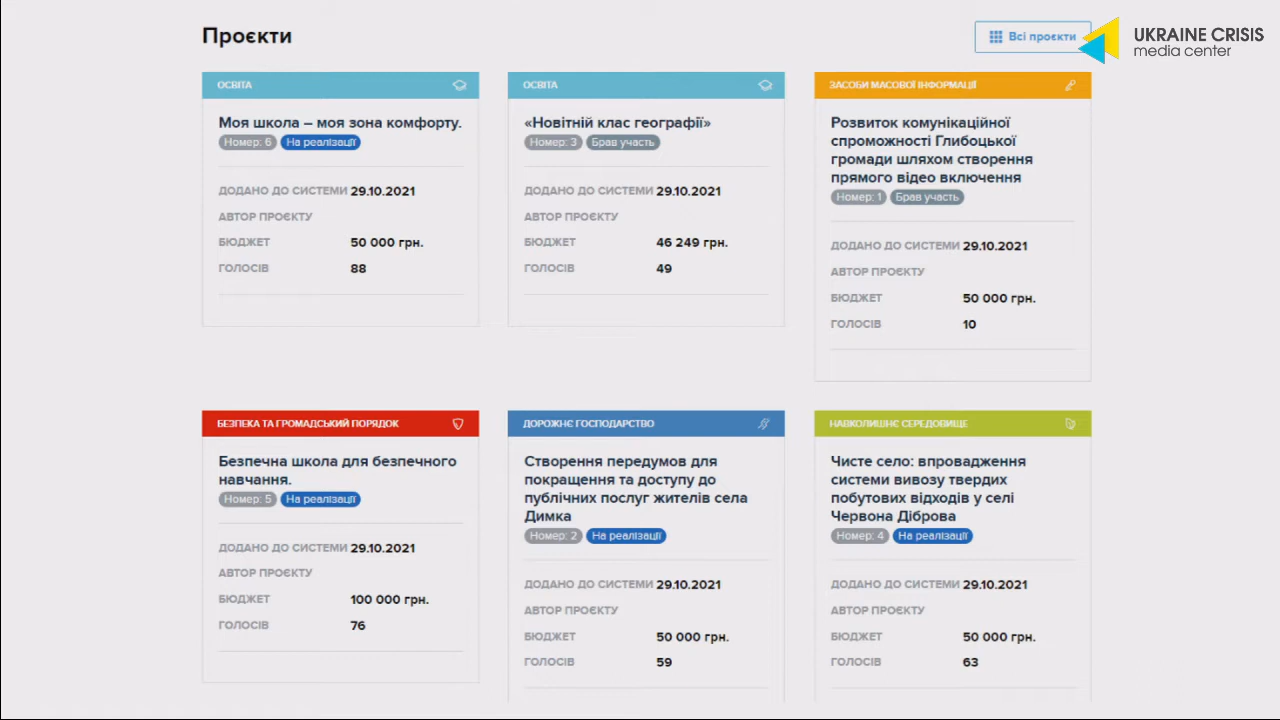 Проєкти
Всі проєкти
UKRAINE CRISIS
media center
ОСВІТА
Моя школа – моя зона комфорту.
Номер: 6 На реалізації
ДОДАНО ДО СИСТЕМИ 29.10.2021
АВТОР ПРОЄКТУ
БЮДЖЕТ 50 000 грн.
ГОЛОСІВ 88
ОСВІТА
«Новітній клас географії»
Номер: 3 Брав участь
ДОДАНО ДО СИСТЕМИ 29.10.2021
АВТОР ПРОЄКТУ
БЮДЖЕТ 46 249 грн.
ГОЛОСІВ 49
ЗАСОБИ МАСОВОЇ ІНФОРМАЦІЇ
Розвиток комунікаційної
спроможності Глибоцької
громади шляхом створення
прямого відео включення
Номер: 1 Брав участь
ДОДАНО ДО СИСТЕМИ 29.10.2021
АВТОР ПРОЄКТУ
БЮДЖЕТ 50 000 грн.
ГОЛОСІВ 10
БЕЗПЕКА ТА ГРОМАДСЬКИЙ ПОРЯДОК
Безпечна школа для безпечного
навчання.
Номер: 5 На реалізації
ДОДАНО ДО СИСТЕМИ 29.10.2021
АВТОР ПРОЄКТУ
БЮДЖЕТ 100 000 грн.
ГОЛОСІВ 76
ДОРОЖНЄ ГОСПОДАРСТВО
Створення передумов для
покращення та доступу до
публічних послуг жителів села
Димка
Номер: 2 На реалізації
ДОДАНО ДО СИСТЕМИ 29.10.2021
АВТОР ПРОЄКТУ
БЮДЖЕТ 50 000 грн.
ГОЛОСІВ 59
НАВКОЛИШНЄ СЕРЕДОВИЩЕ
Чисте село: впровадження
системи вивозу твердих
побутових відходів у селі
Червона Діброва
Номер: 4 На реалізації
ДОДАНО ДО СИСТЕМИ 29.10.2021
АВТОР ПРОЄКТУ
БЮДЖЕТ 50 000 грн.
ГОЛОСІВ 63